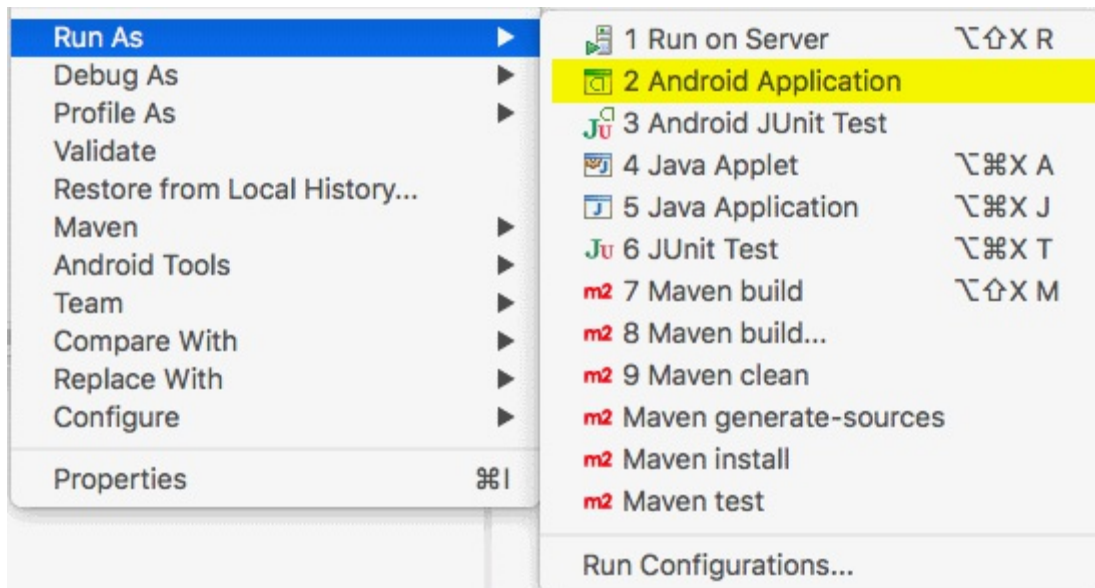 Run As ▶
Debug As ▶
Profile As ▶
Validate
Restore from Local History...
Maven ▶
Android Tools ▶
Team ▶
Compare With ▶
Replace With ▶
Configure ▶
Properties ⌘I
1 Run on Server ⌥⇧X R
2 Android Application
Ju 3 Android JUnit Test
J 4 Java Applet ⌥⌘X A
J 5 Java Application ⌥⌘X J
Ju 6 JUnit Test ⌥⌘X T
m2 7 Maven build ⌥⇧X M
m2 8 Maven build...
m2 9 Maven clean
m2 Maven generate-sources
m2 Maven install
m2 Maven test
Run Configurations...